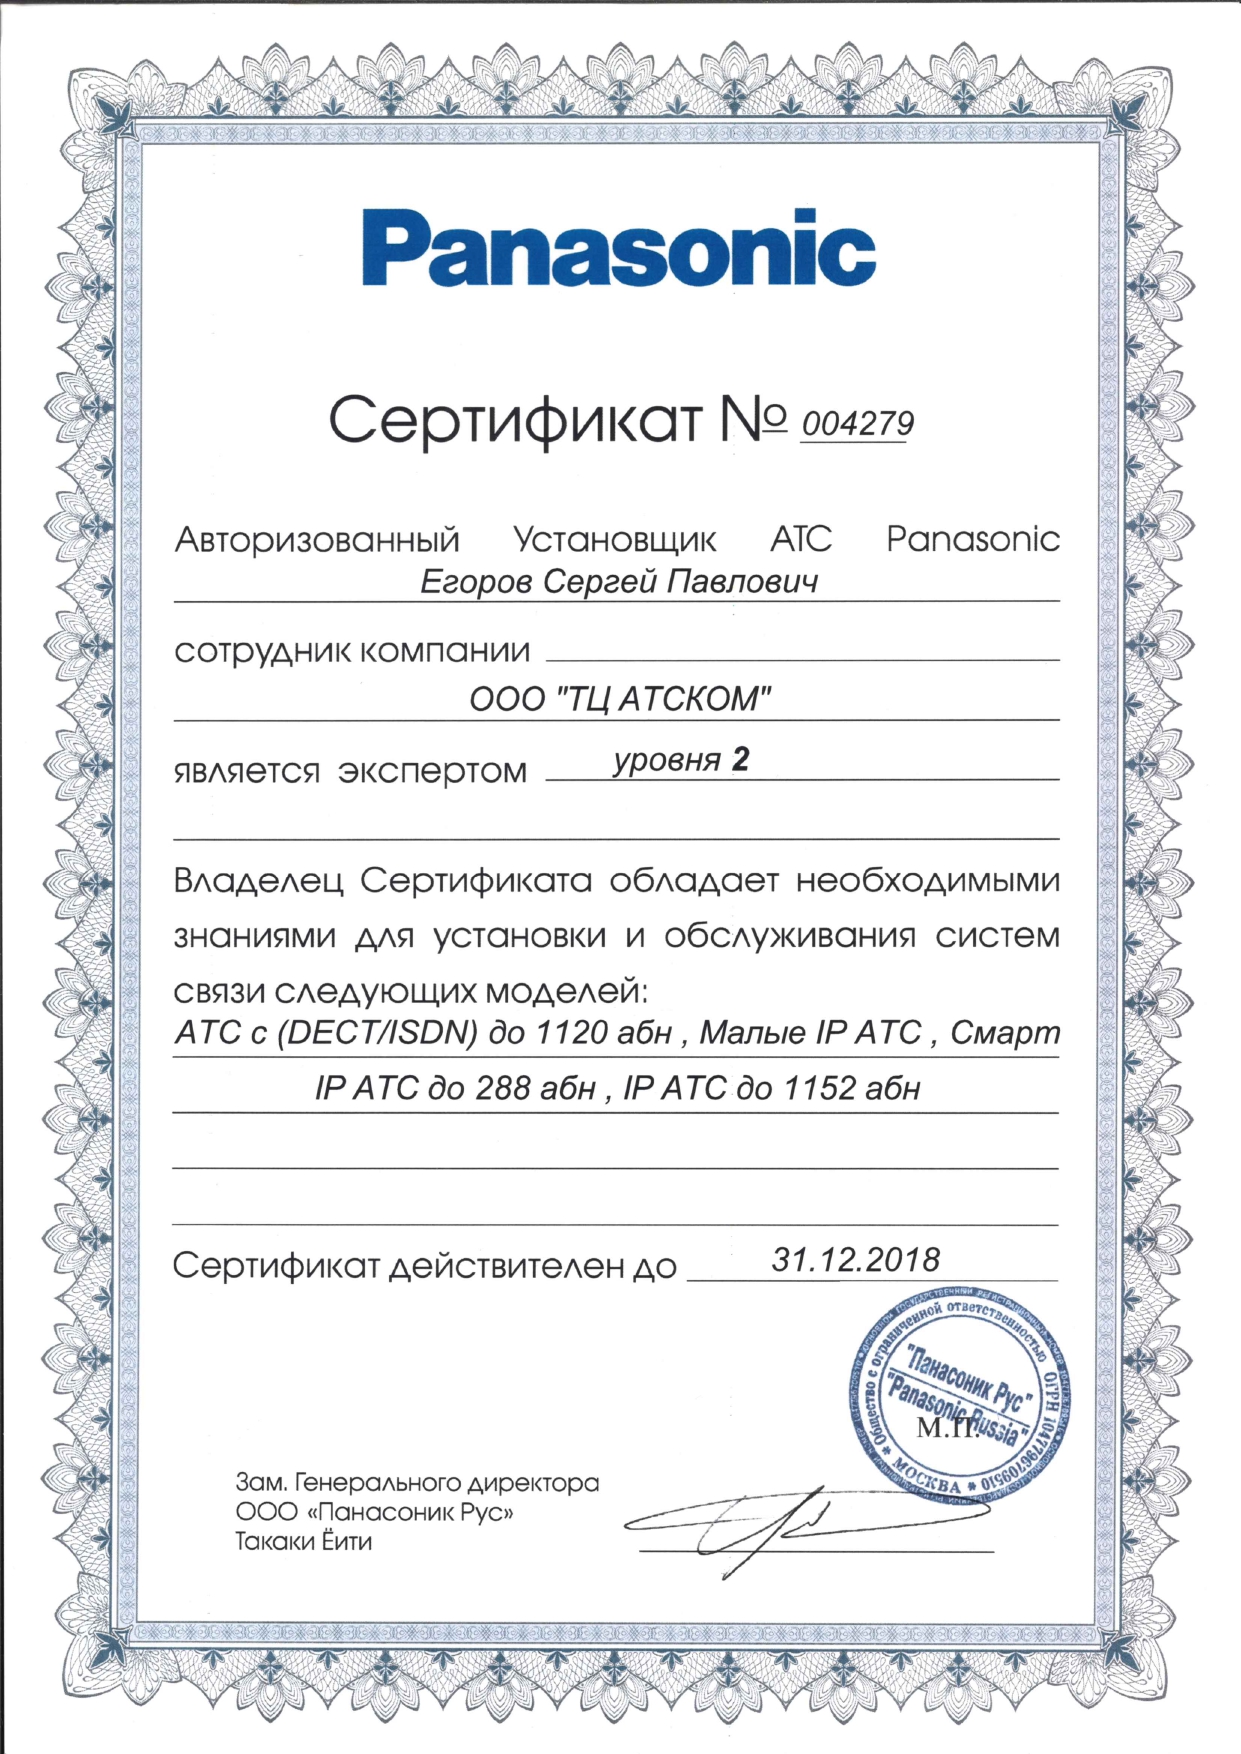 Panasonic
Сертификат № 004279
Авторизованный Установщик АТС Panasonic
Егоров Сергей Павлович
сотрудник компании
ООО "ТЦ АТСКОМ"
является экспертом уровня 2
Владелец Сертификата обладает необходимыми
знаниями для установки и обслуживания систем
связи следующих моделей:
АТС с (DECT/ISDN) до 1120 абн , Малые IP АТС , Смарт
IP АТС до 288 абн , IP АТС до 1152 абн
Сертификат действителен до 31.12.2018
Общество с ограниченной ответственностью ОГРН 1047796709910
"Панасоник Рус"
"Panasonic Russia"
М.П.
* МОСКВА *
Зам. Генерального директора
ООО «Панасоник Рус»
Такаки Ёити